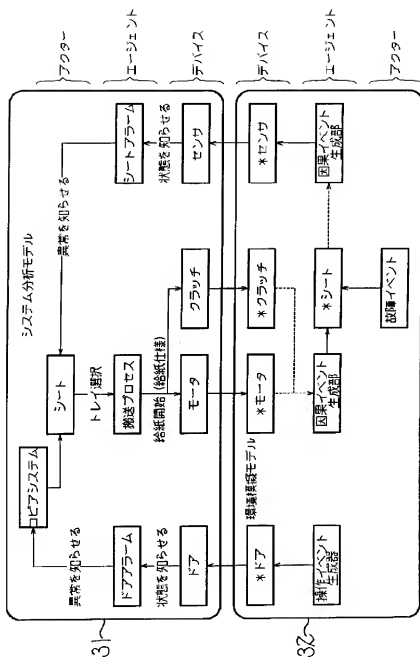 システム分析モデル
コピアシステム
異常を知らせる
シート
異常を知らせる
アクター
トレイ選択
ドアアラーム
搬送プロセス
シートアラーム
エージェント
状態を知らせる
給紙開始(給紙仕様)
状態を知らせる
ドア
モータ
クラッチ
センサ
デバイス
31
環境模擬モデル
*ドア
*モータ
*クラッチ
*センサ
デバイス
操作イベント
生成器
因果イベント
生成部
*シート
因果イベント
生成部
エージェント
故障イベント
アクター
32